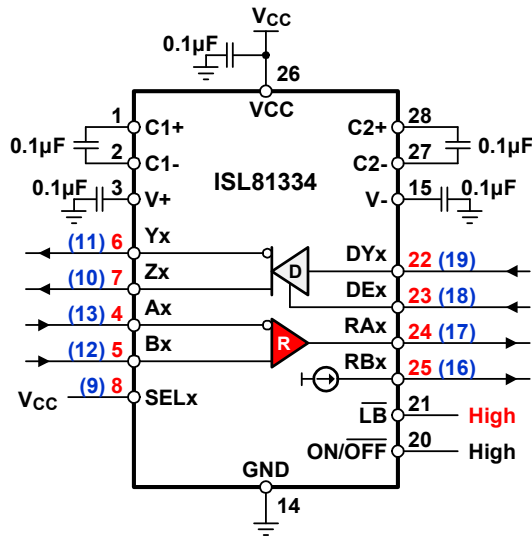 VCC
0.1µF
26
VCC
1 C1+ C2+ 28
0.1µF 0.1µF
2 C1- C2- 27
ISL81334
0.1µF 3 V+ V- 15 0.1µF
(11) 6 Yx
D DYx 22 (19)
(10) 7 Zx
DEx 23 (18)
(13) 4 Ax
R RAx 24 (17)
(12) 5 Bx
RBx 25 (16)
VCC (9) 8 SELx
LB 21 High
ON/OFF 20 High
GND
14